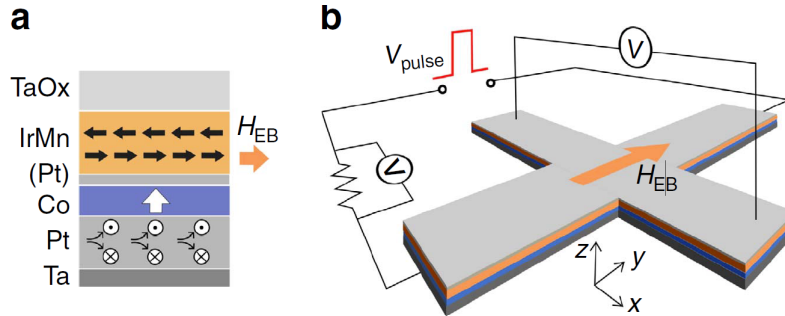 a
TaOx
IrMn
(Pt)
Co
Pt
Ta
H_EB
b
V_pulse
V
V
H_EB
z
y
x